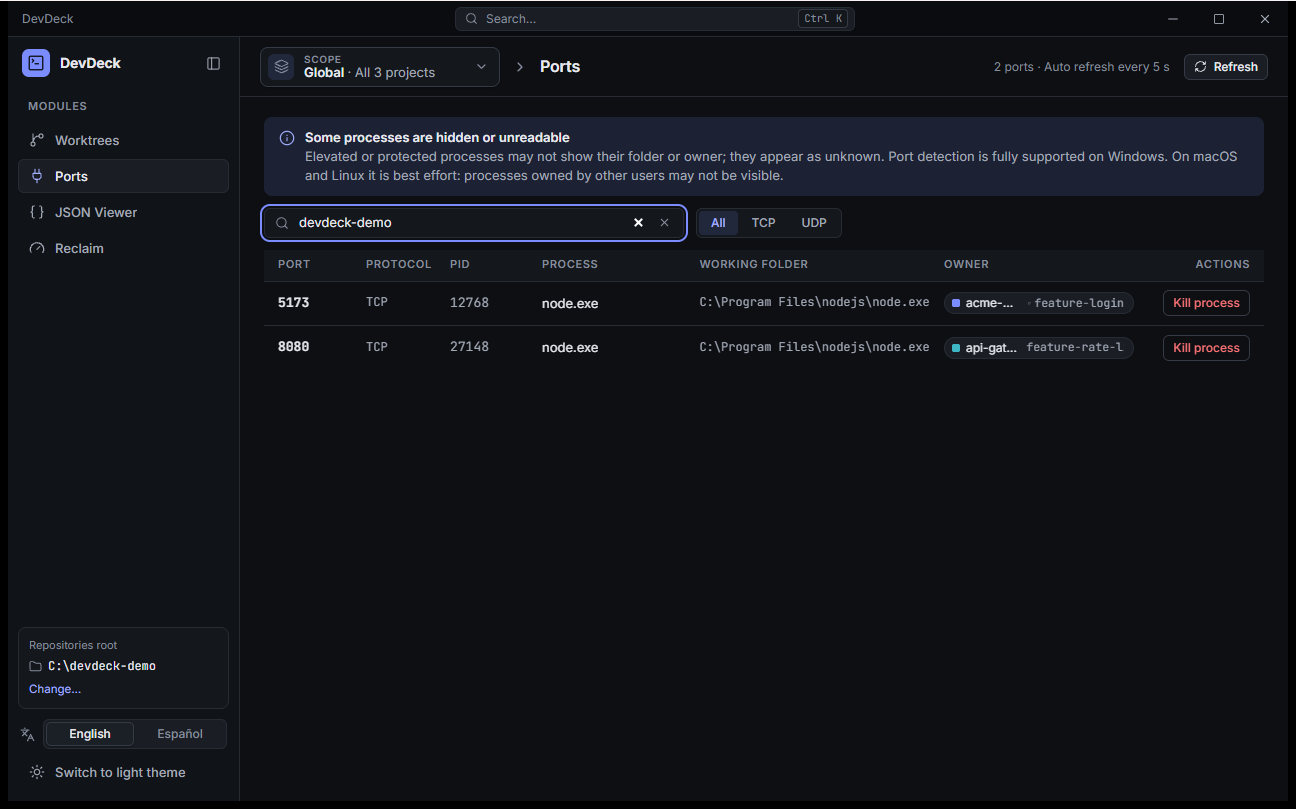 DevDeck
Search...
Ctrl K
DevDeck
MODULES
Worktrees
Ports
JSON Viewer
Reclaim
Repositories root
C:\devdeck-demo
Change...
English
Español
Switch to light theme
SCOPE
Global · All 3 projects
Ports
2 ports · Auto refresh every 5 s
Refresh
Some processes are hidden or unreadable
Elevated or protected processes may not show their folder or owner; they appear as unknown. Port detection is fully supported on Windows. On macOS
and Linux it is best effort: processes owned by other users may not be visible.
devdeck-demo
All TCP UDP
PORT PROTOCOL PID PROCESS WORKING FOLDER OWNER ACTIONS
5173 TCP 12768 node.exe C:\Program Files\nodejs\node.exe acme-... · feature-login Kill process
8080 TCP 27148 node.exe C:\Program Files\nodejs\node.exe api-gat... feature-rate-l Kill process